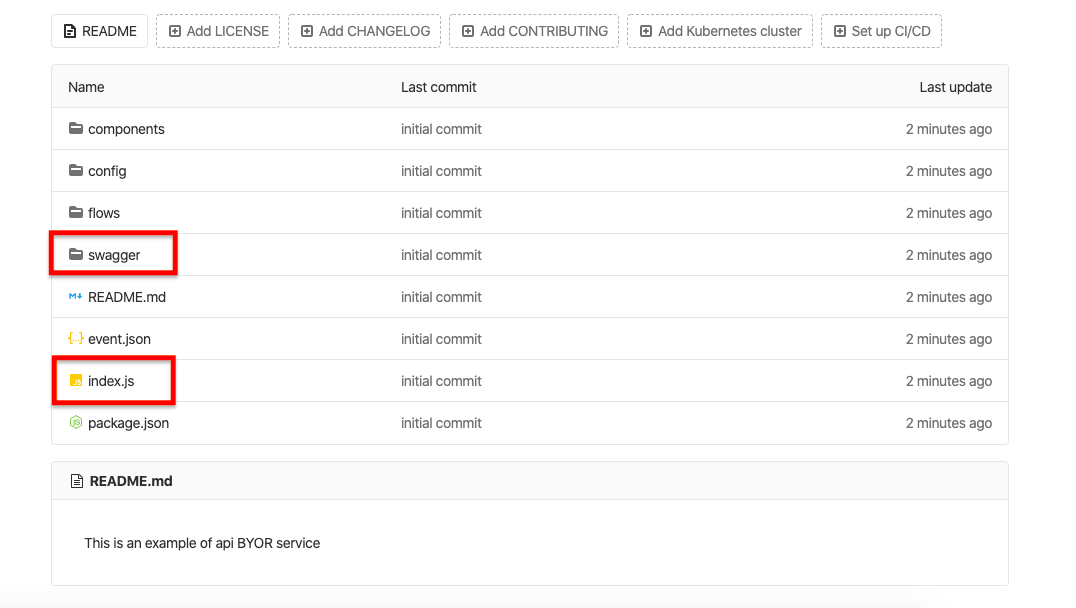 README Add LICENSE Add CHANGELOG Add CONTRIBUTING Add Kubernetes cluster Set up CI/CD
Name Last commit Last update
components initial commit 2 minutes ago
config initial commit 2 minutes ago
flows initial commit 2 minutes ago
swagger initial commit 2 minutes ago
README.md initial commit 2 minutes ago
event.json initial commit 2 minutes ago
index.js initial commit 2 minutes ago
package.json initial commit 2 minutes ago
README.md
This is an example of api BYOR service